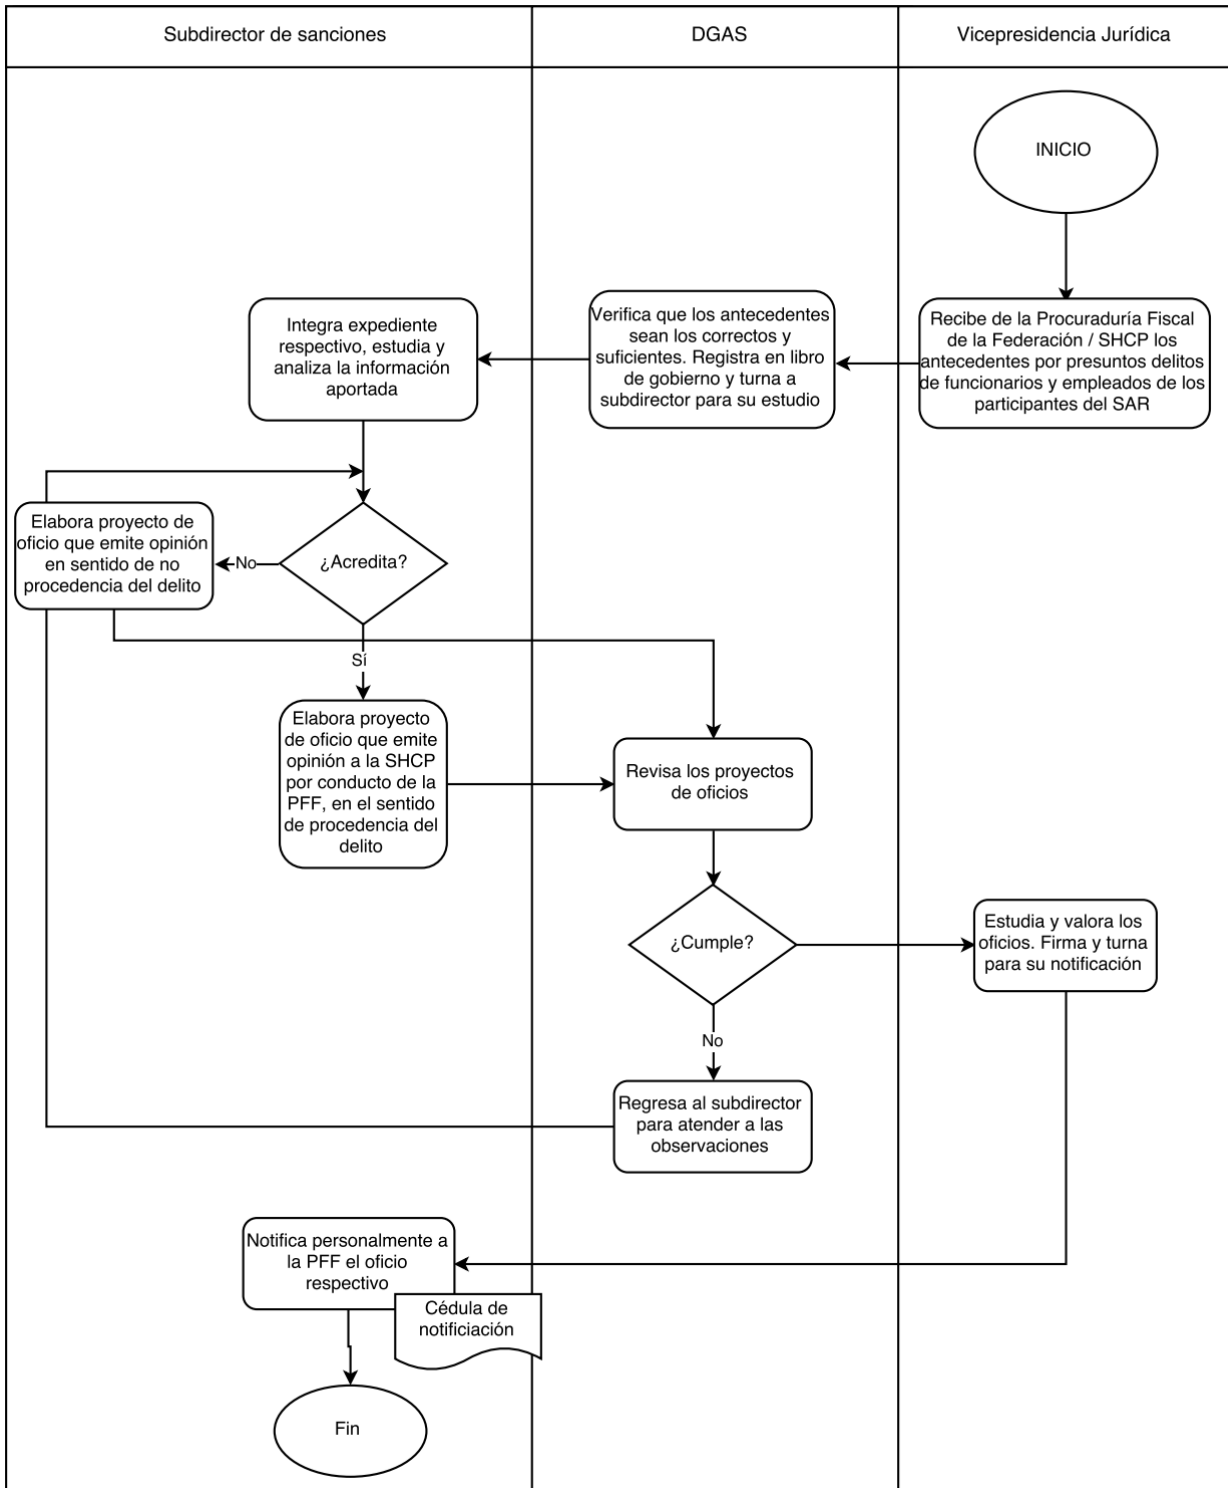 Subdirector de sanciones
DGAS
Vicepresidencia Jurídica
INICIO
Recibe de la Procuraduría Fiscal
de la Federación / SHCP los
antecedentes por presuntos delitos
de funcionarios y empleados de los
participantes del SAR
Verifica que los antecedentes
sean los correctos y
suficientes. Registra en libro
de gobierno y turna a
subdirector para su estudio
Integra expediente
respectivo, estudia y
analiza la información
aportada
¿Acredita?
No
Elabora proyecto de
oficio que emite opinión
en sentido de no
procedencia del delito
Sí
Elabora proyecto
de oficio que emite
opinión a la SHCP
por conducto de la
PFF, en el sentido
de procedencia del
delito
Revisa los proyectos
de oficios
¿Cumple?
Estudia y valora los
oficios. Firma y turna
para su notificación
No
Regresa al subdirector
para atender a las
observaciones
Notifica personalmente a
la PFF el oficio
respectivo
Cédula de
notificiación
Fin